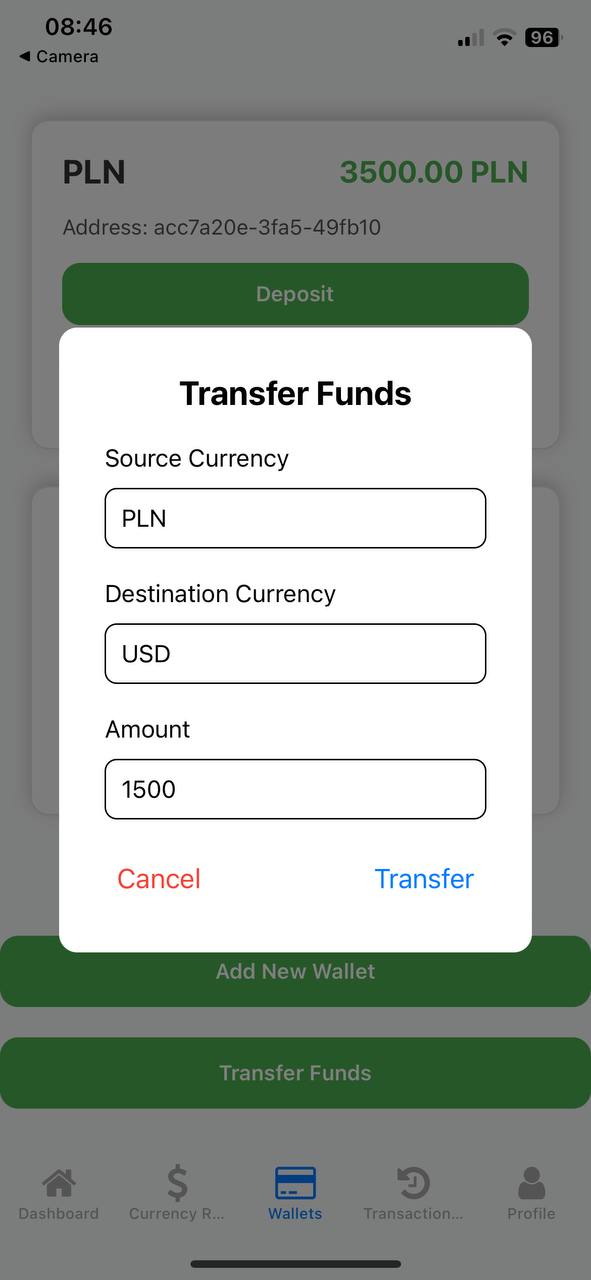 08:46
96
◀ Camera
PLN
3500.00 PLN
Address: acc7a20e-3fa5-49fb10
Deposit
Transfer Funds
Source Currency
PLN
Destination Currency
USD
Amount
1500
Cancel
Transfer
Add New Wallet
Transfer Funds
Dashboard
Currency R...
Wallets
Transaction...
Profile